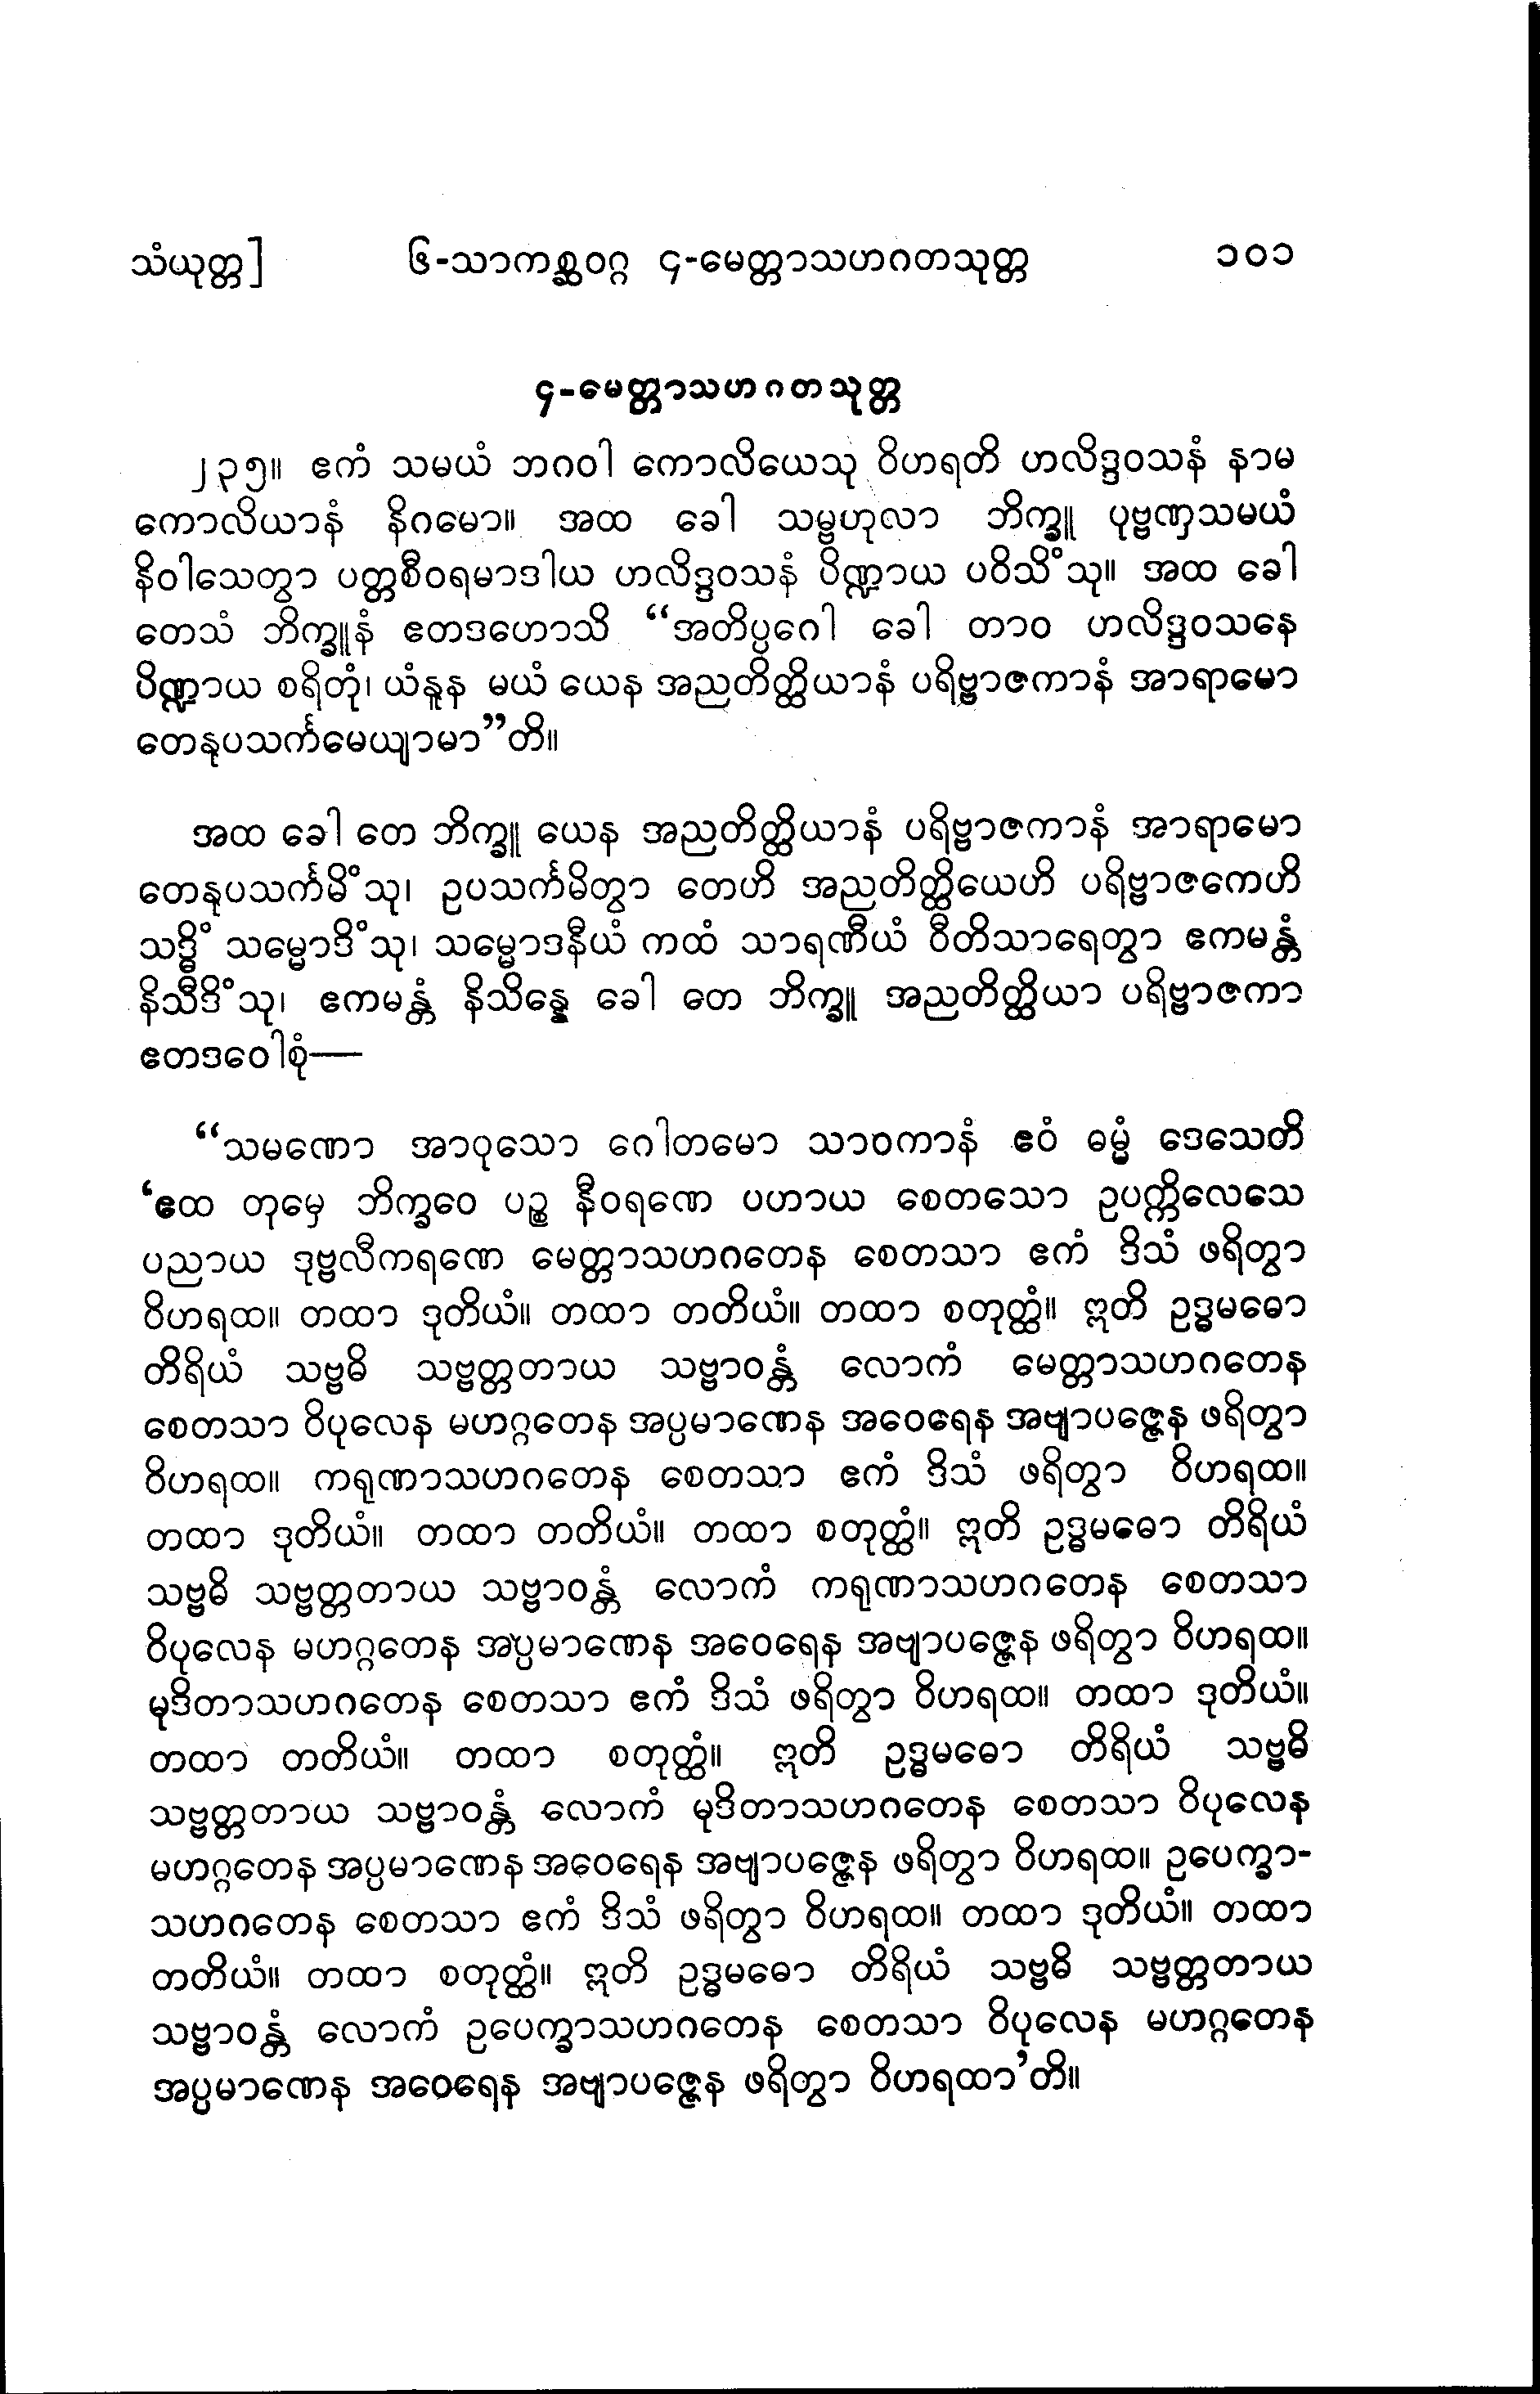 သံယုတ္တ] ၆-သာကစ္ဆဝဂ္ဂ ၄-မေတ္တာသဟဂတသုတ္တ ၁၀၁
၄-မေတ္တာသဟဂတသုတ္တ
၂၃၅။ ဧကံ သမယံ ဘဂဝါ ကောလိယေသု ဝိဟရတိ ဟလိဒ္ဒဝသနံ နာမ
ကောလိယာနံ နိဂမော။ အထ ခေါ သမ္ဗဟုလာ ဘိက္ခူ ပုဗ္ဗဏှသမယံ
နိဝါသေတွာ ပတ္တစီဝရမာဒါယ ဟလိဒ္ဒဝသနံ ပိဏ္ဍာယ ပဝိသိံသု။ အထ ခေါ
တေသံ ဘိက္ခူနံ ဧတဒဟောသိ “အတိပ္ပဂေါ ခေါ တာဝ ဟလိဒ္ဒဝသနေ
ပိဏ္ဍာယ စရိတုံ၊ ယံနူန မယံ ယေန အညတိတ္ထိယာနံ ပရိဗ္ဗာဇကာနံ အာရာမော
တေနုပသင်္ကမေယျာမာ”တိ။
အထ ခေါ တေ ဘိက္ခူ ယေန အညတိတ္ထိယာနံ ပရိဗ္ဗာဇကာနံ အာရာမော
တေနုပသင်္ကမိံသု၊ ဥပသင်္ကမိတွာ တေဟိ အညတိတ္ထိယေဟိ ပရိဗ္ဗာဇကေဟိ
သဒ္ဓိံ သမ္မောဒိံသု၊ သမ္မောဒနီယံ ကထံ သာရဏီယံ ဝီတိသာရေတွာ ဧကမန္တံ
နိသီဒိံသု၊ ဧကမန္တံ နိသိန္နေ ခေါ တေ ဘိက္ခူ အညတိတ္ထိယာ ပရိဗ္ဗာဇကာ
ဧတဒဝေါစုံ—
“သမဏော အာဝုသော ဂေါတမော သာဝကာနံ ဧဝံ ဓမ္မံ ဒေသေတိ
‘ဧထ တုမှေ ဘိက္ခဝေ ပဉ္စ နီဝရဏေ ပဟာယ စေတသော ဥပက္ကိလေသေ
ပညာယ ဒုဗ္ဗလီကရဏေ မေတ္တာသဟဂတေန စေတသာ ဧကံ ဒိသံ ဖရိတွာ
ဝိဟရထ။ တထာ ဒုတိယံ။ တထာ တတိယံ။ တထာ စတုတ္ထံ။ ဣတိ ဥဒ္ဓမဓော
တိရိယံ သဗ္ဗဓိ သဗ္ဗတ္တတာယ သဗ္ဗာဝန္တံ လောကံ မေတ္တာသဟဂတေန
စေတသာ ဝိပုလေန မဟဂ္ဂတေန အပ္ပမာဏေန အဝေရေန အဗျာပဇ္ဇေန ဖရိတွာ
ဝိဟရထ။ ကရုဏာသဟဂတေန စေတသာ ဧကံ ဒိသံ ဖရိတွာ ဝိဟရထ။
တထာ ဒုတိယံ။ တထာ တတိယံ။ တထာ စတုတ္ထံ။ ဣတိ ဥဒ္ဓမဓော တိရိယံ
သဗ္ဗဓိ သဗ္ဗတ္တတာယ သဗ္ဗာဝန္တံ လောကံ ကရုဏာသဟဂတေန စေတသာ
ဝိပုလေန မဟဂ္ဂတေန အပ္ပမာဏေန အဝေရေန အဗျာပဇ္ဇေန ဖရိတွာ ဝိဟရထ။
မုဒိတာသဟဂတေန စေတသာ ဧကံ ဒိသံ ဖရိတွာ ဝိဟရထ။ တထာ ဒုတိယံ။
တထာ တတိယံ။ တထာ စတုတ္ထံ။ ဣတိ ဥဒ္ဓမဓော တိရိယံ သဗ္ဗဓိ
သဗ္ဗတ္တတာယ သဗ္ဗာဝန္တံ လောကံ မုဒိတာသဟဂတေန စေတသာ ဝိပုလေန
မဟဂ္ဂတေန အပ္ပမာဏေန အဝေရေန အဗျာပဇ္ဇေန ဖရိတွာ ဝိဟရထ။ ဥပေက္ခာ-
သဟဂတေန စေတသာ ဧကံ ဒိသံ ဖရိတွာ ဝိဟရထ။ တထာ ဒုတိယံ။ တထာ
တတိယံ။ တထာ စတုတ္ထံ။ ဣတိ ဥဒ္ဓမဓော တိရိယံ သဗ္ဗဓိ သဗ္ဗတ္တတာယ
သဗ္ဗာဝန္တံ လောကံ ဥပေက္ခာသဟဂတေန စေတသာ ဝိပုလေန မဟဂ္ဂတေန
အပ္ပမာဏေန အဝေရေန အဗျာပဇ္ဇေန ဖရိတွာ ဝိဟရထာ’တိ။